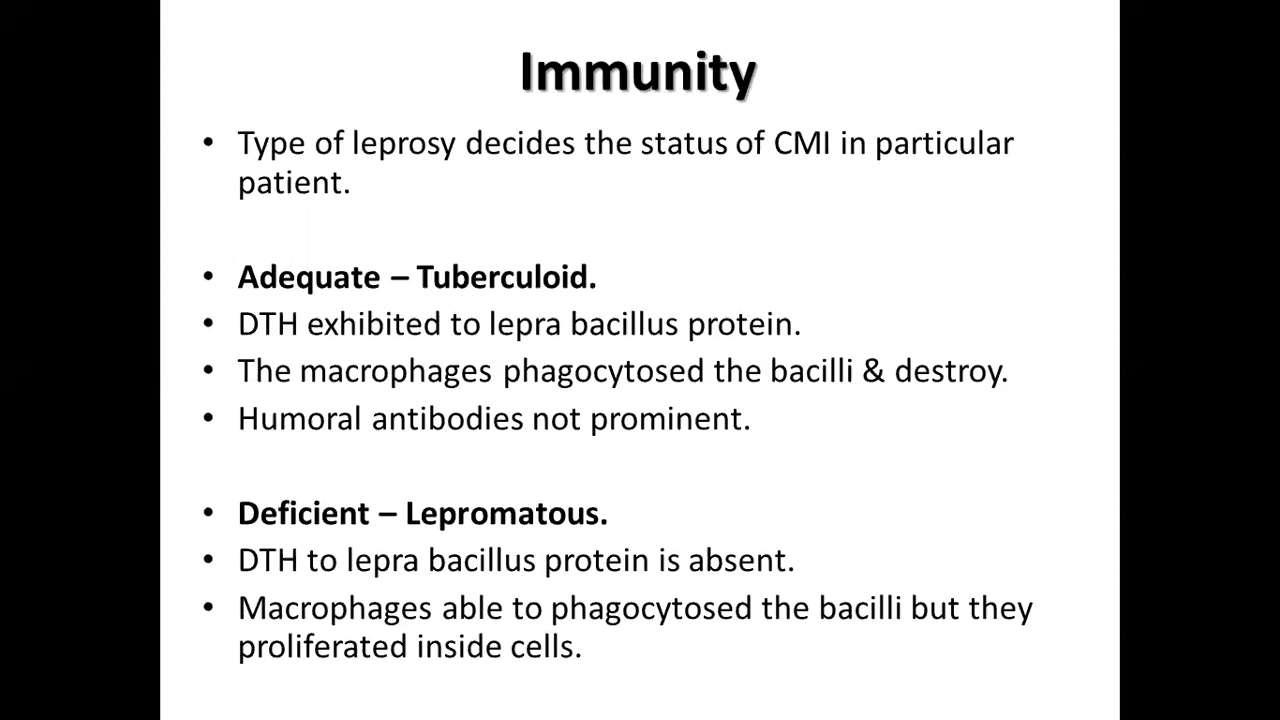 Immunity
• Type of leprosy decides the status of CMI in particular
patient.
• Adequate – Tuberculoid.
• DTH exhibited to lepra bacillus protein.
• The macrophages phagocytosed the bacilli & destroy.
• Humoral antibodies not prominent.
• Deficient – Lepromatous.
• DTH to lepra bacillus protein is absent.
• Macrophages able to phagocytosed the bacilli but they
proliferated inside cells.